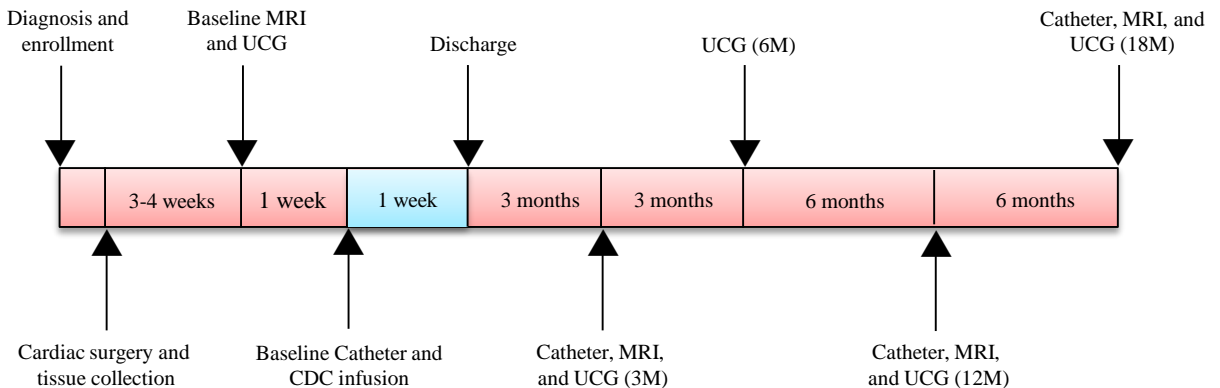 Diagnosis and
enrollment
Baseline MRI
and UCG
Discharge
UCG (6M)
Catheter, MRI, and
UCG (18M)
3-4 weeks
1 week
1 week
3 months
3 months
6 months
6 months
Cardiac surgery and
tissue collection
Baseline Catheter and
CDC infusion
Catheter, MRI,
and UCG (3M)
Catheter, MRI,
and UCG (12M)